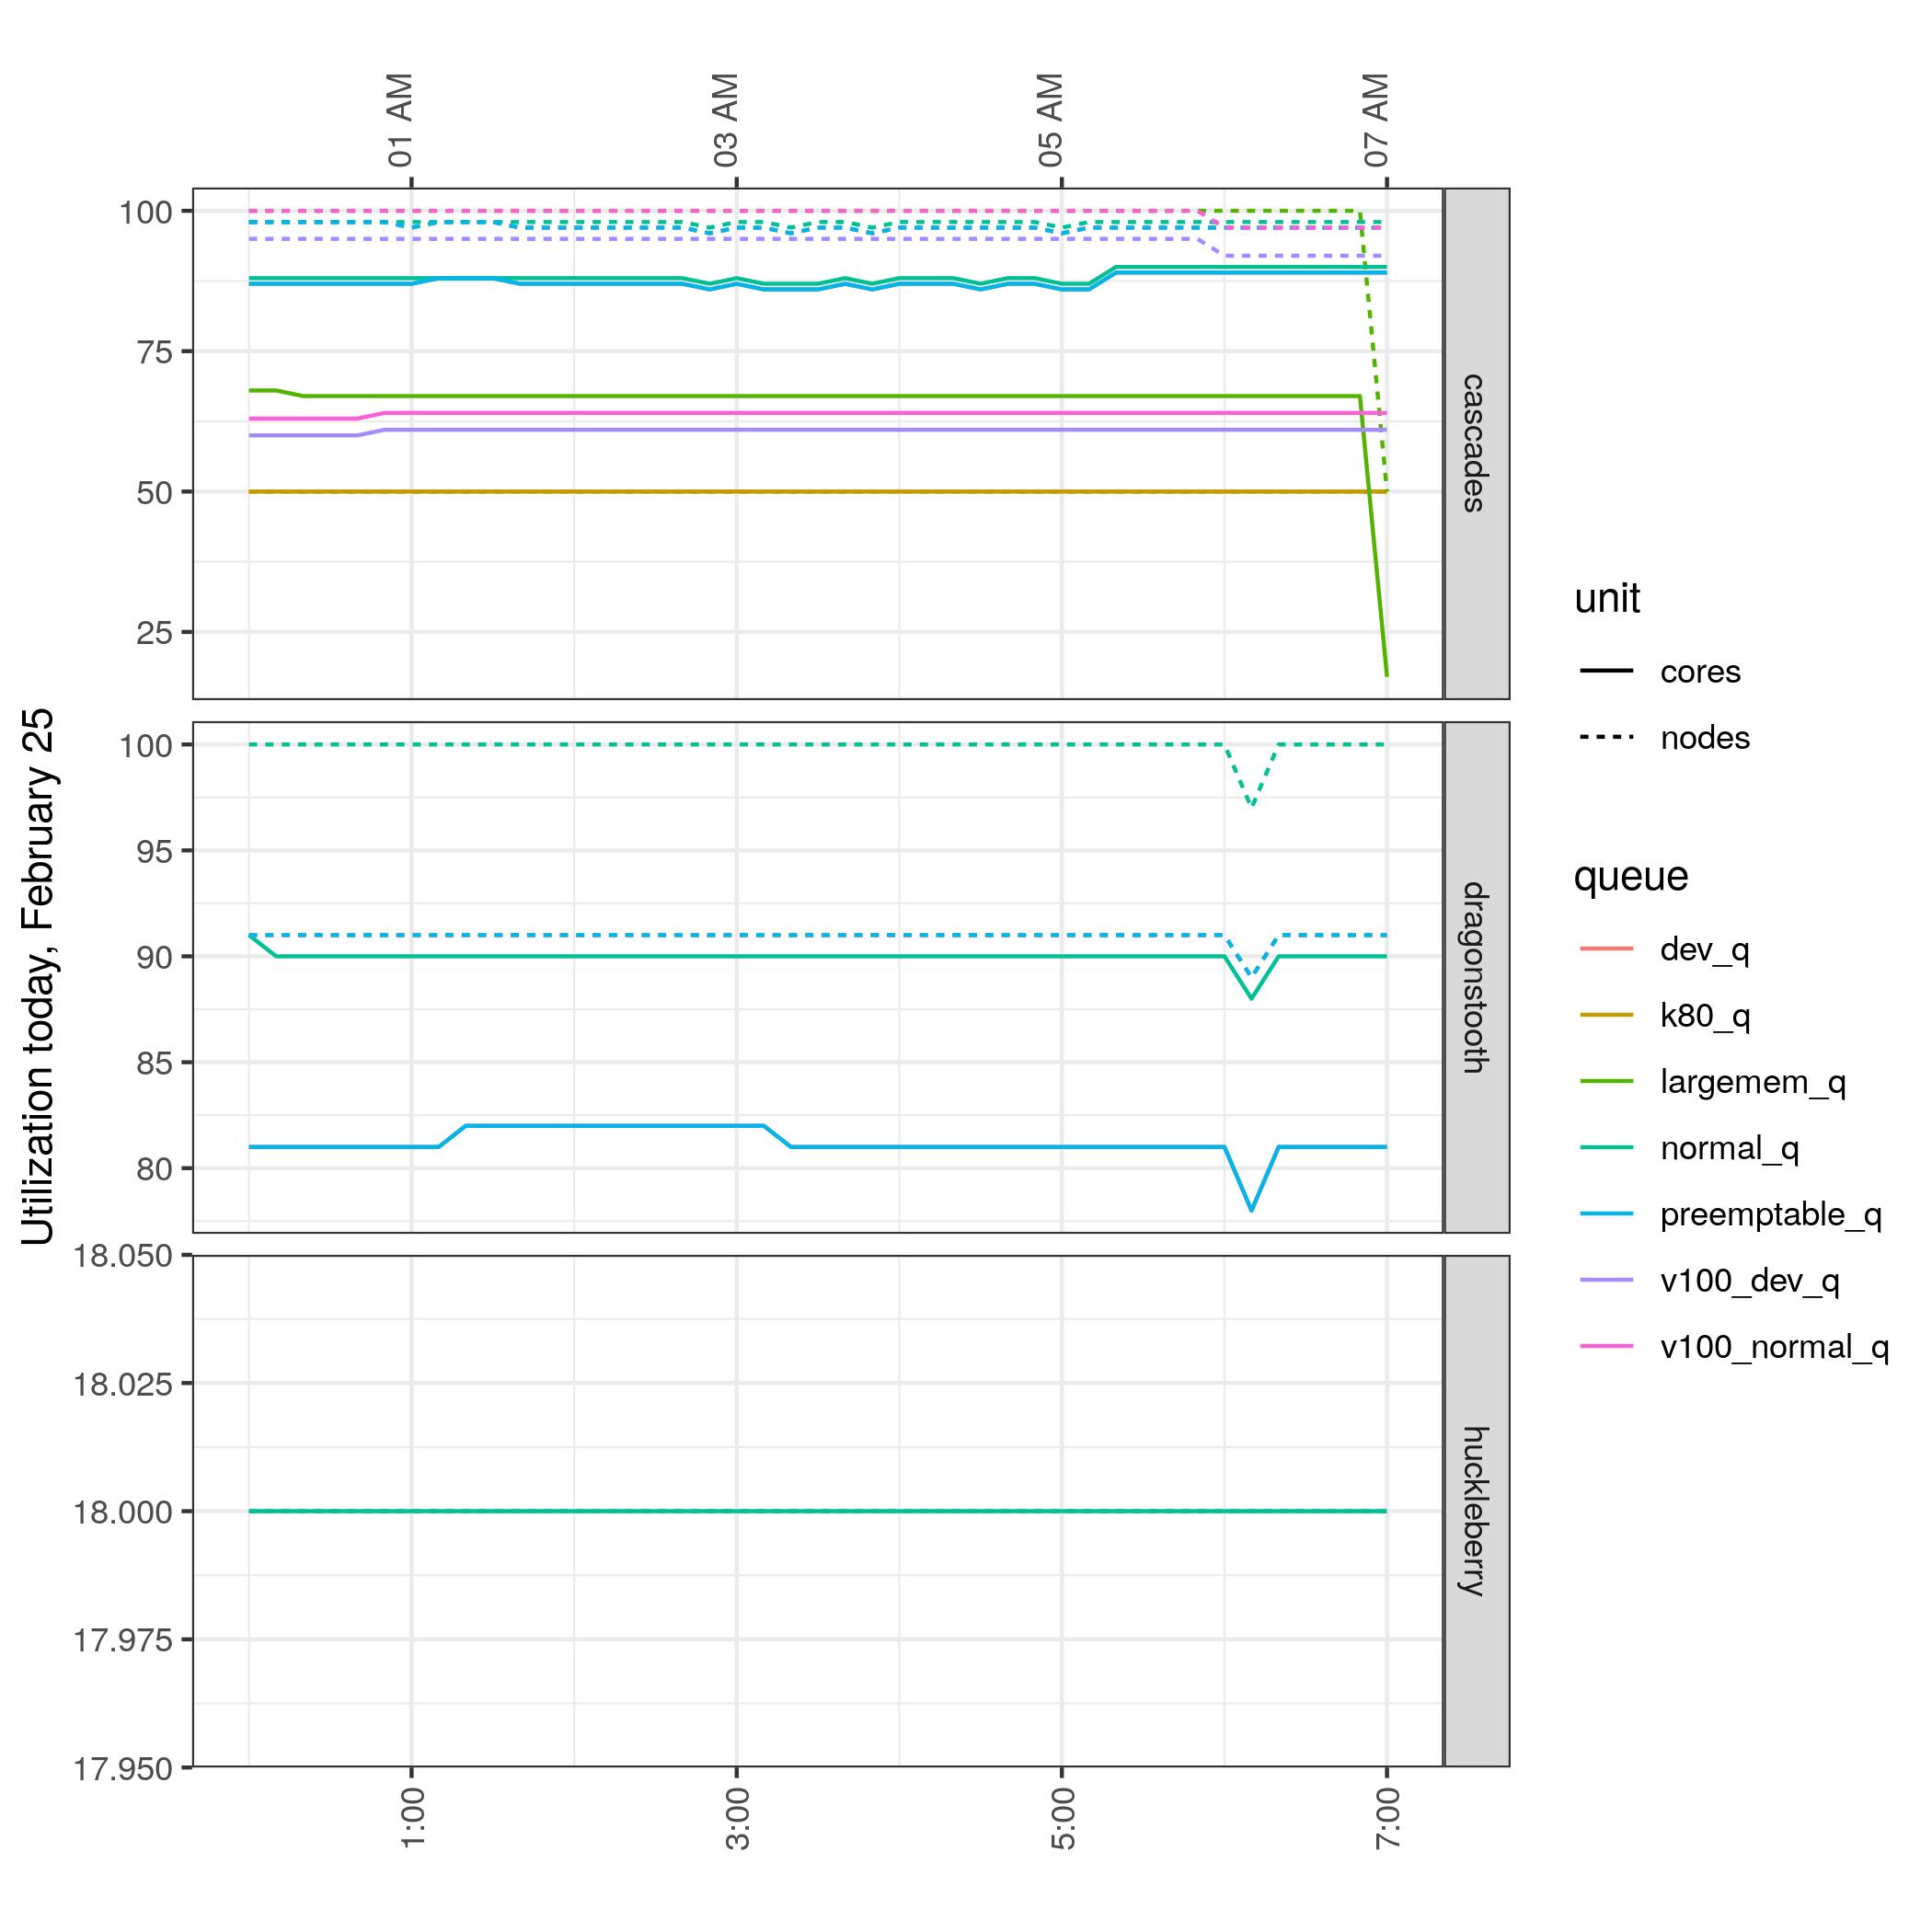 01 AM
03 AM
05 AM
07 AM
100
75
50
25
cascades
100
95
90
85
80
dragonstooth
18.050
18.025
18.000
17.975
17.950
huckleberry
1:00
3:00
5:00
7:00
Utilization today, February 25
unit
cores
nodes
queue
dev_q
k80_q
largemem_q
normal_q
preemptable_q
v100_dev_q
v100_normal_q